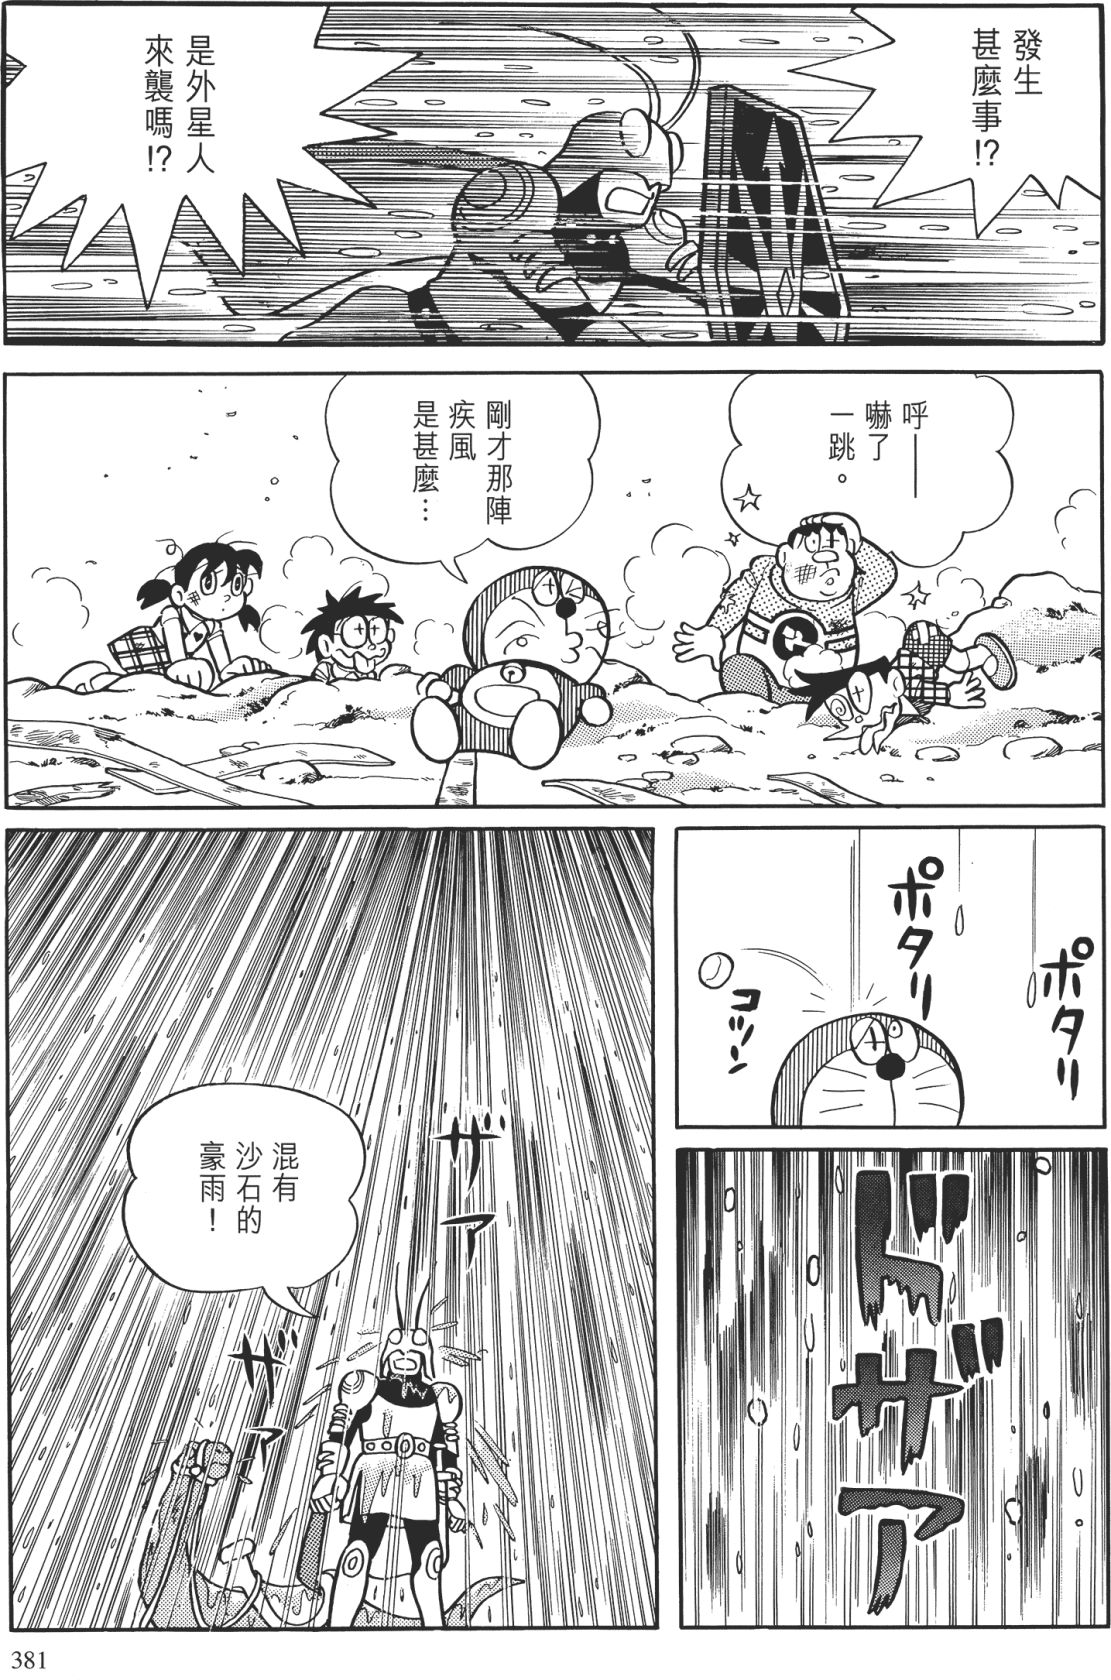 發生
甚麼事!?
是外星人
來襲嗎!?
呼——
嚇了
一跳。
剛才那陣
疾風
是甚麼…
ポタリ
ポタリ
コツン
ドザアー
混有
沙石的
豪雨！
ザァ
ザァ
381